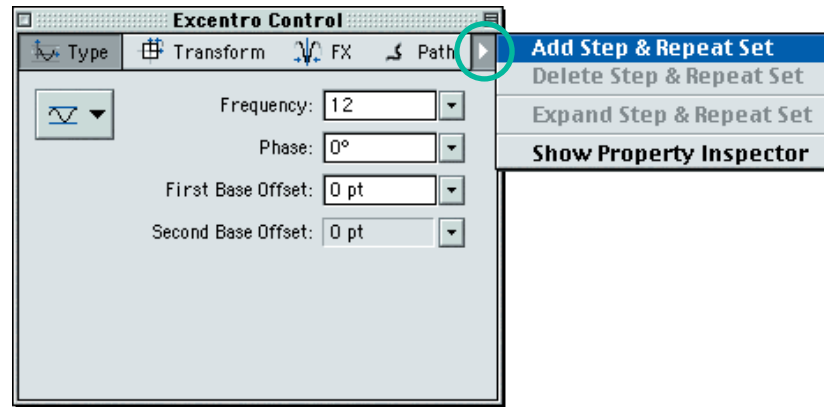 Excentro Control
Type Transform FX Path
Frequency: 12
Phase: 0°
First Base Offset: 0 pt
Second Base Offset: 0 pt
Add Step & Repeat Set
Delete Step & Repeat Set
Expand Step & Repeat Set
Show Property Inspector